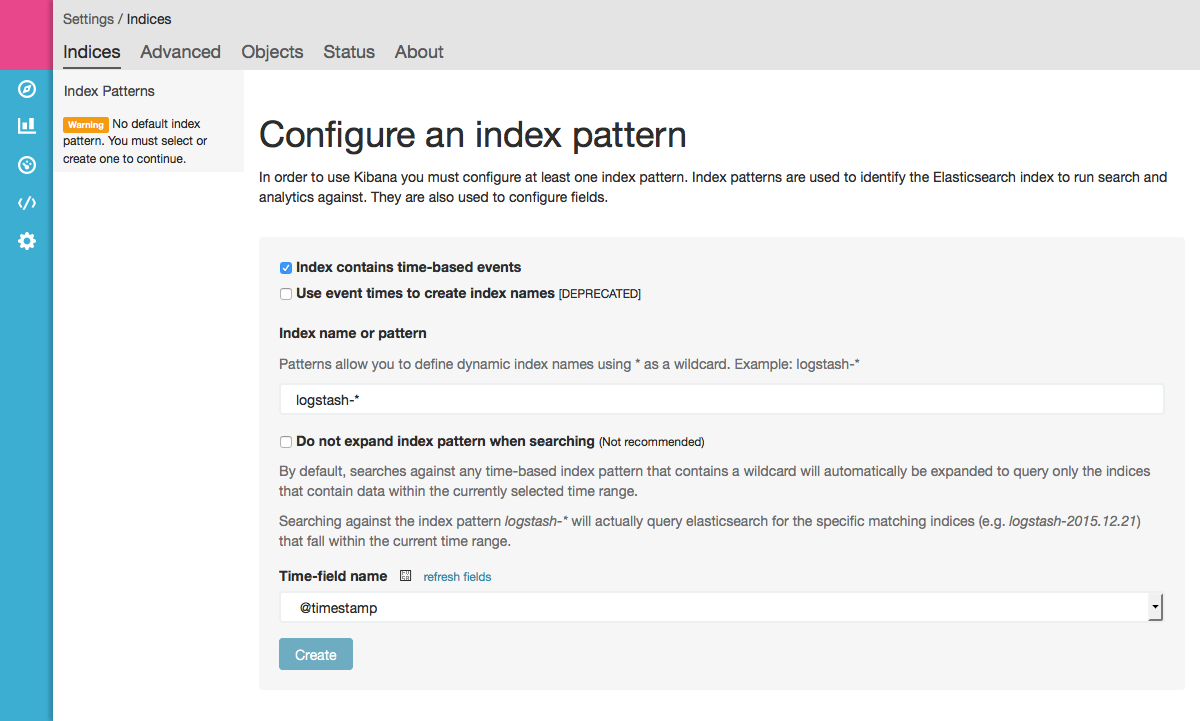 Settings / Indices
Indices Advanced Objects Status About
Index Patterns
Warning No default index
pattern. You must select or
create one to continue.
Configure an index pattern
In order to use Kibana you must configure at least one index pattern. Index patterns are used to identify the Elasticsearch index to run search and
analytics against. They are also used to configure fields.
Index contains time-based events
Use event times to create index names [DEPRECATED]
Index name or pattern
Patterns allow you to define dynamic index names using * as a wildcard. Example: logstash-*
logstash-*
Do not expand index pattern when searching (Not recommended)
By default, searches against any time-based index pattern that contains a wildcard will automatically be expanded to query only the indices
that contain data within the currently selected time range.
Searching against the index pattern logstash-* will actually query elasticsearch for the specific matching indices (e.g. logstash-2015.12.21)
that fall within the current time range.
Time-field name refresh fields
@timestamp
Create